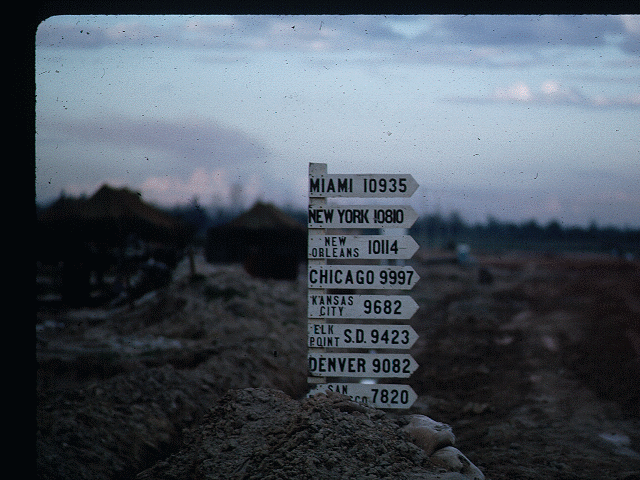 MIAMI 10935
NEW YORK 10810
NEW ORLEANS 10114
CHICAGO 9997
KANSAS CITY 9682
ELK POINT S.D. 9423
DENVER 9082
SAN 7820